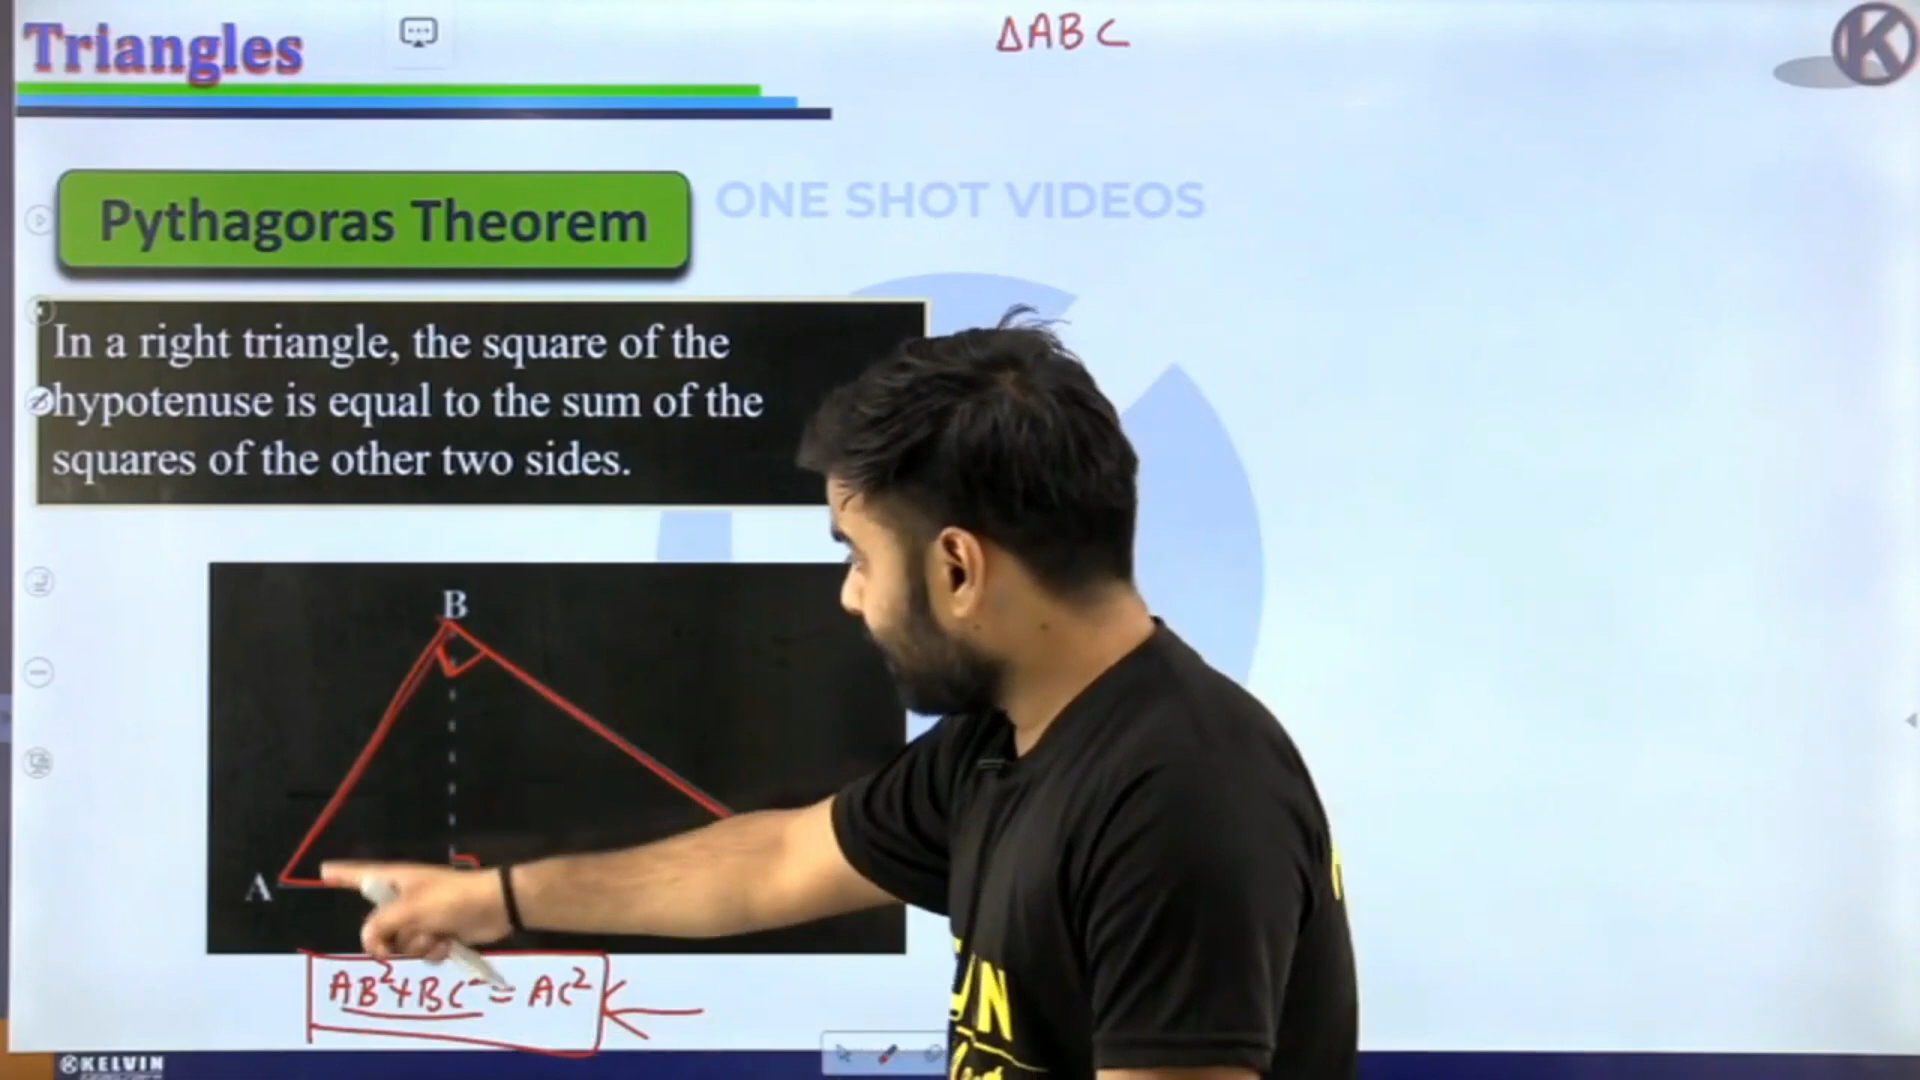 Triangles
ΔABC
K
Pythagoras Theorem
ONE SHOT VIDEOS
In a right triangle, the square of the
hypotenuse is equal to the sum of the
squares of the other two sides.
B
A
AB²+BC²=AC²
KELVIN